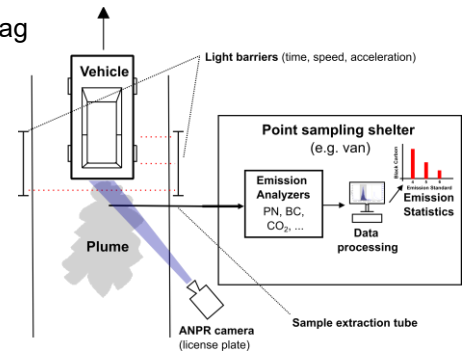 ag
Vehicle
Light barriers (time, speed, acceleration)
Point sampling shelter
(e.g. van)
Emission
Analyzers
PN, BC,
CO₂, ...
Data
processing
Black Carbon
Emission Standard
Emission
Statistics
Plume
ANPR camera
(license plate)
Sample extraction tube